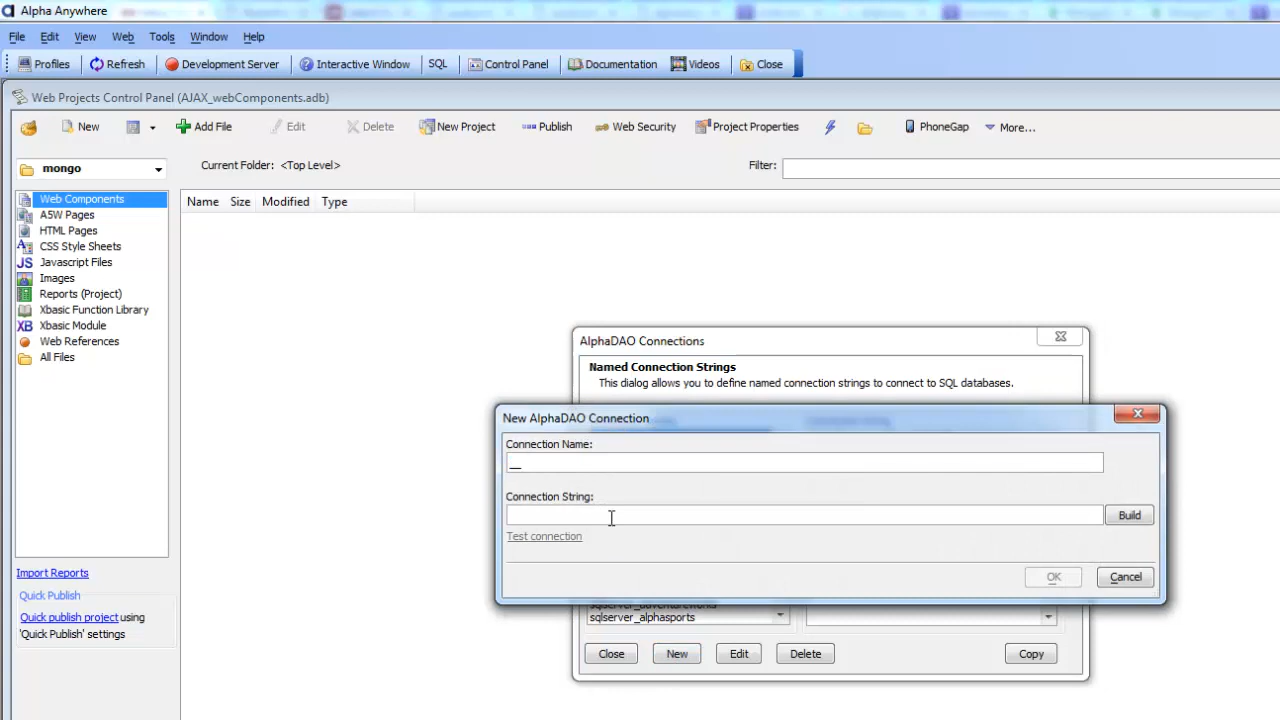 Alpha Anywhere
File Edit View Web Tools Window Help
Profiles Refresh Development Server Interactive Window SQL Control Panel Documentation Videos Close
Web Projects Control Panel (AJAX_webComponents.adb)
New Add File Edit Delete New Project Publish Web Security Project Properties PhoneGap More...
mongo Current Folder: <Top Level> Filter:
Name Size Modified Type
Web Components
A5W Pages
HTML Pages
CSS Style Sheets
JS Javascript Files
Images
Reports (Project)
Xbasic Function Library
XB Xbasic Module
Web References
All Files
Import Reports
Quick Publish
Quick publish project using
'Quick Publish' settings
AlphaDAO Connections
Named Connection Strings
This dialog allows you to define named connection strings to connect to SQL databases.
New AlphaDAO Connection
Connection Name:
Connection String:
Build
Test connection
OK Cancel
sqlserver_alphasports
Close New Edit Delete Copy